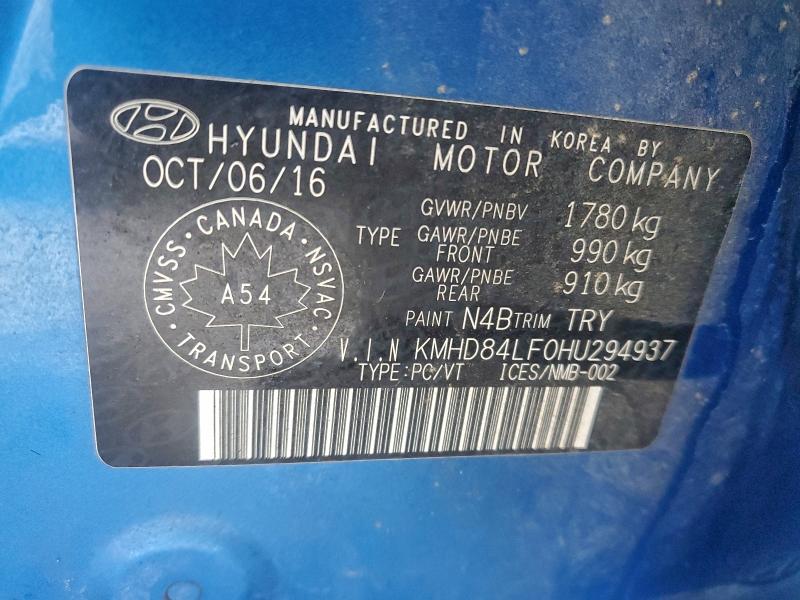 MANUFACTURED IN KOREA BY
HYUNDAI MOTOR COMPANY
OCT/06/16
CMVSS · CANADA · NSVAC · TRANSPORT ·
A54
TYPE
GVWR/PNBV 1780 kg
GAWR/PNBE FRONT 990 kg
GAWR/PNBE REAR 910 kg
PAINT N4B TRIM TRY
V.I.N KMHD84LF0HU294937
TYPE:PC/VT ICES/NMB-002